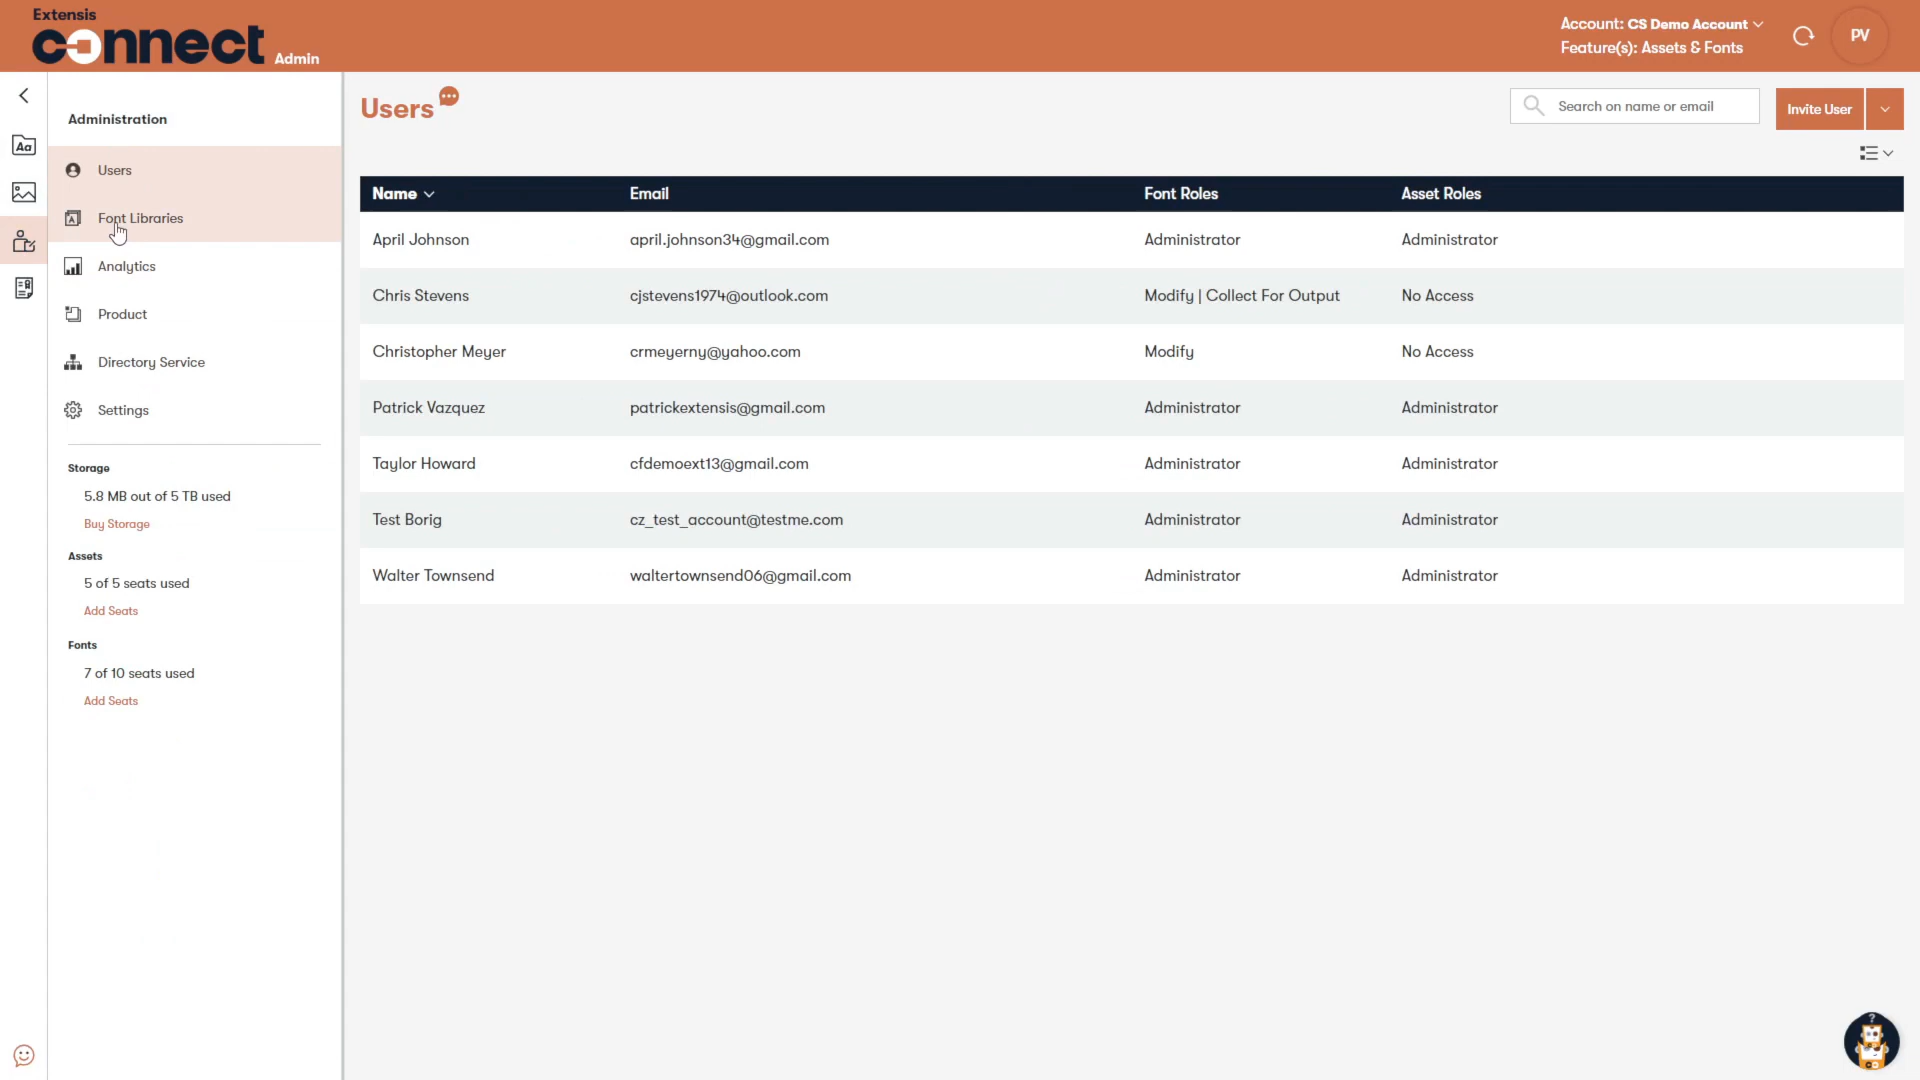 Extensis
connect Admin
Account: CS Demo Account
Feature(s): Assets & Fonts
PV
Administration
Users
Font Libraries
Analytics
Product
Directory Service
Settings
Storage
5.8 MB out of 5 TB used
Buy Storage
Assets
5 of 5 seats used
Add Seats
Fonts
7 of 10 seats used
Add Seats
Users
Search on name or email
Invite User
Name Email Font Roles Asset Roles
April Johnson april.johnson34@gmail.com Administrator Administrator
Chris Stevens cjstevens1974@outlook.com Modify | Collect For Output No Access
Christopher Meyer crmeyerny@yahoo.com Modify No Access
Patrick Vazquez patrickextensis@gmail.com Administrator Administrator
Taylor Howard cfdemoext13@gmail.com Administrator Administrator
Test Borig cz_test_account@testme.com Administrator Administrator
Walter Townsend waltertownsend06@gmail.com Administrator Administrator